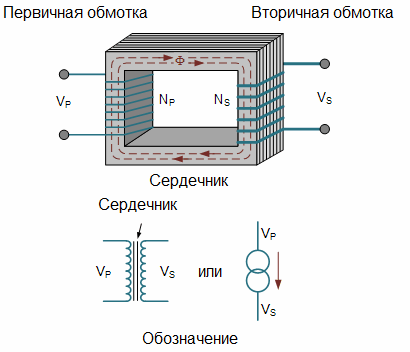 Первичная обмотка Вторичная обмотка
Φ
VP NP NS VS
Сердечник
Сердечник
VP VS или VP
VS
Обозначение